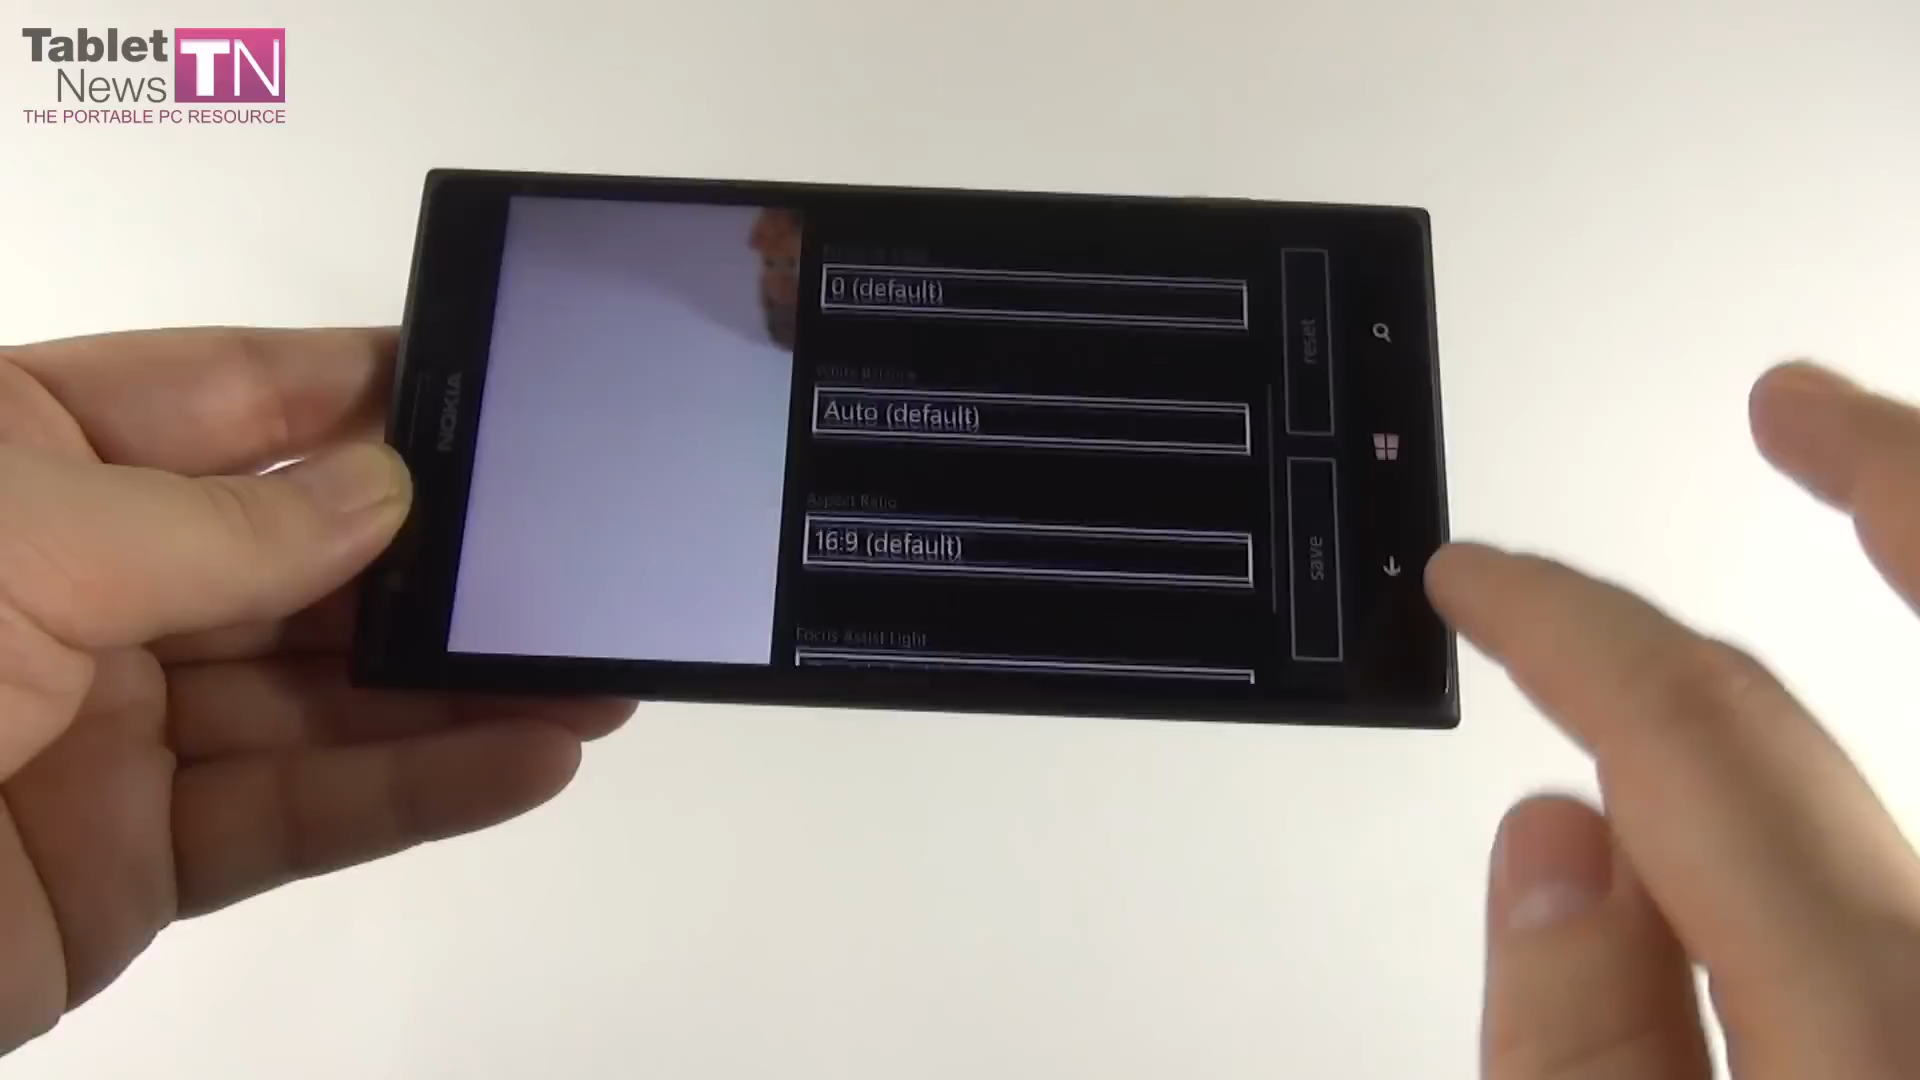 Tablet
News TN
THE PORTABLE PC RESOURCE
NOKIA
0 (default)
White Balance
Auto (default)
Aspect Ratio
16:9 (default)
Focus Assist Light
reset
save